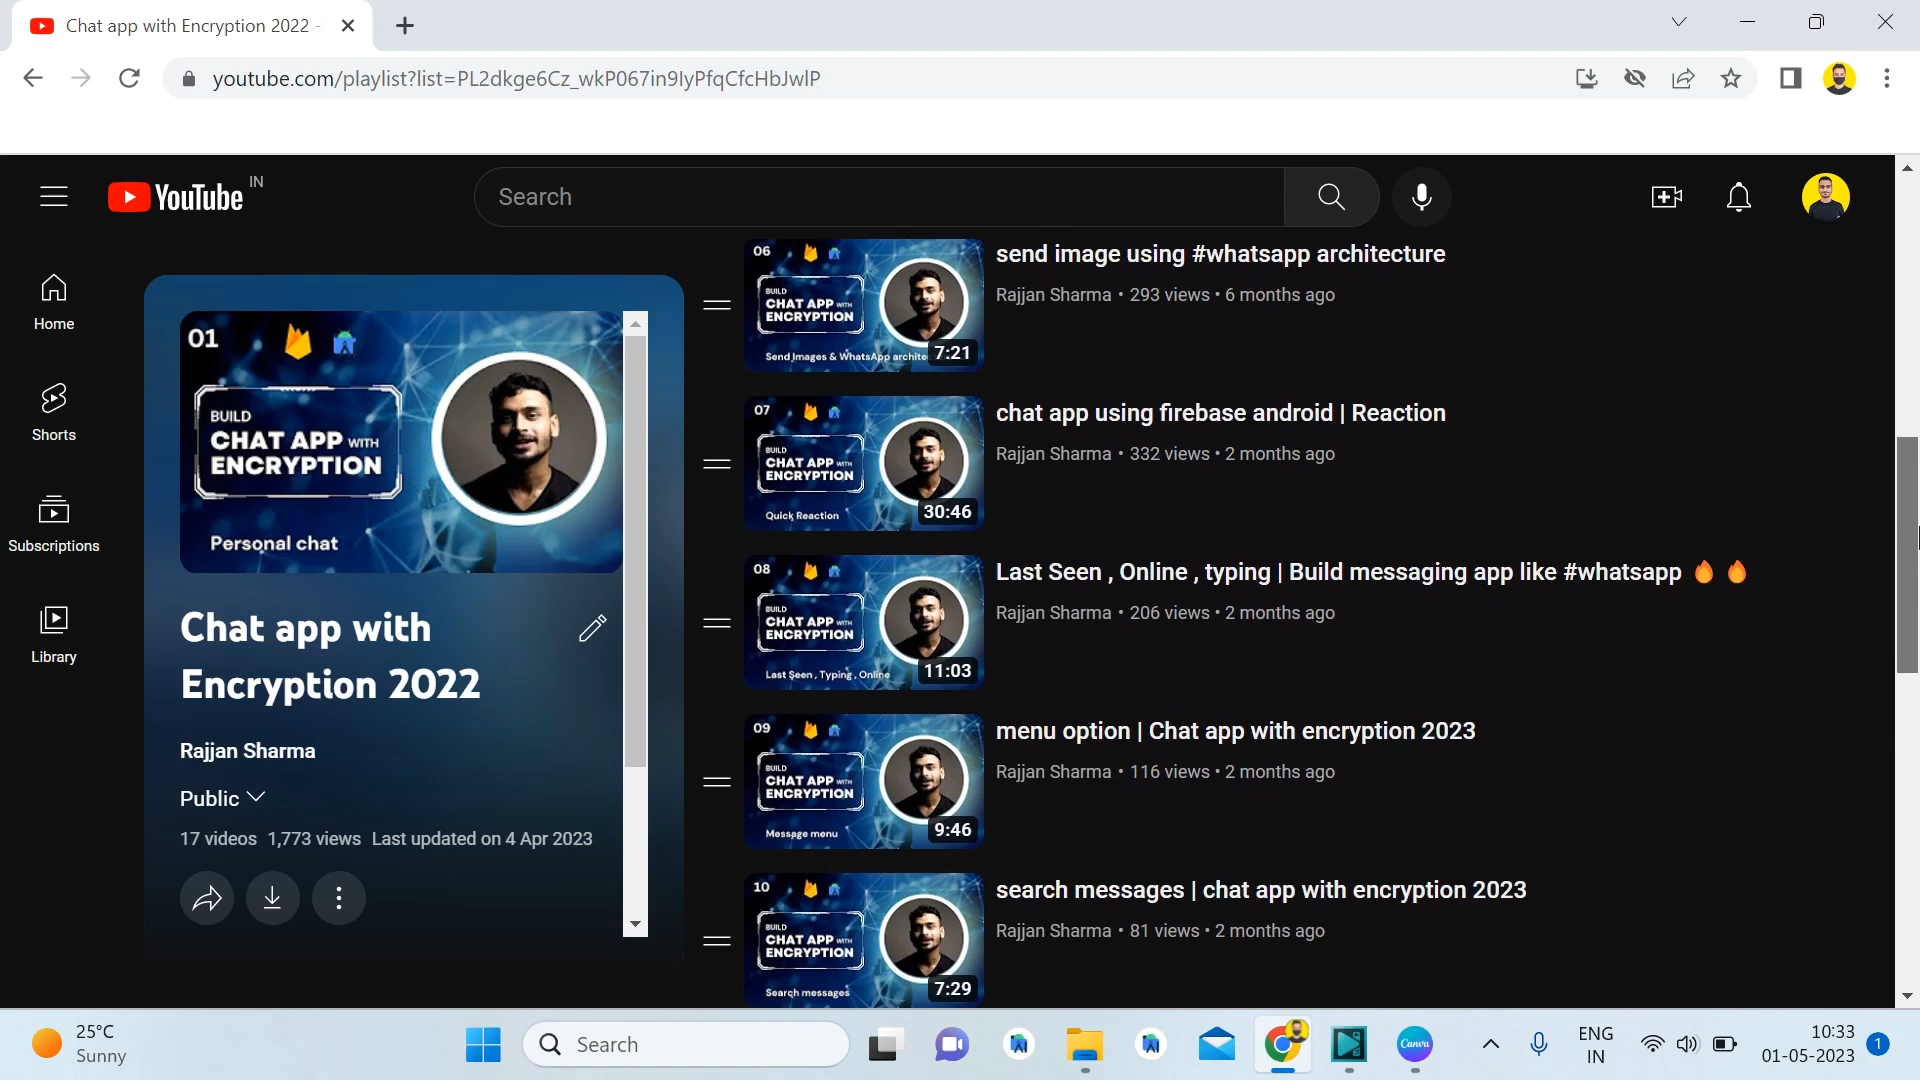 Chat app with Encryption 2022 -
youtube.com/playlist?list=PL2dkge6Cz_wkP067in9IyPfqCfcHbJwlP
YouTube IN
Search
Home
Shorts
Subscriptions
Library
01
BUILD
CHAT APP WITH
ENCRYPTION
Personal chat
Chat app with
Encryption 2022
Rajjan Sharma
Public
17 videos 1,773 views Last updated on 4 Apr 2023
06
BUILD
CHAT APP WITH
ENCRYPTION
Send Images & WhatsApp archite
7:21
send image using #whatsapp architecture
Rajjan Sharma • 293 views • 6 months ago
07
BUILD
CHAT APP WITH
ENCRYPTION
Quick Reaction
30:46
chat app using firebase android | Reaction
Rajjan Sharma • 332 views • 2 months ago
08
BUILD
CHAT APP WITH
ENCRYPTION
Last Seen , Typing , Online
11:03
Last Seen , Online , typing | Build messaging app like #whatsapp 🔥 🔥
Rajjan Sharma • 206 views • 2 months ago
09
BUILD
CHAT APP WITH
ENCRYPTION
Message menu
9:46
menu option | Chat app with encryption 2023
Rajjan Sharma • 116 views • 2 months ago
10
BUILD
CHAT APP WITH
ENCRYPTION
Search messages
7:29
search messages | chat app with encryption 2023
Rajjan Sharma • 81 views • 2 months ago
25°C
Sunny
Search
Canva
ENG
IN
10:33
01-05-2023
1